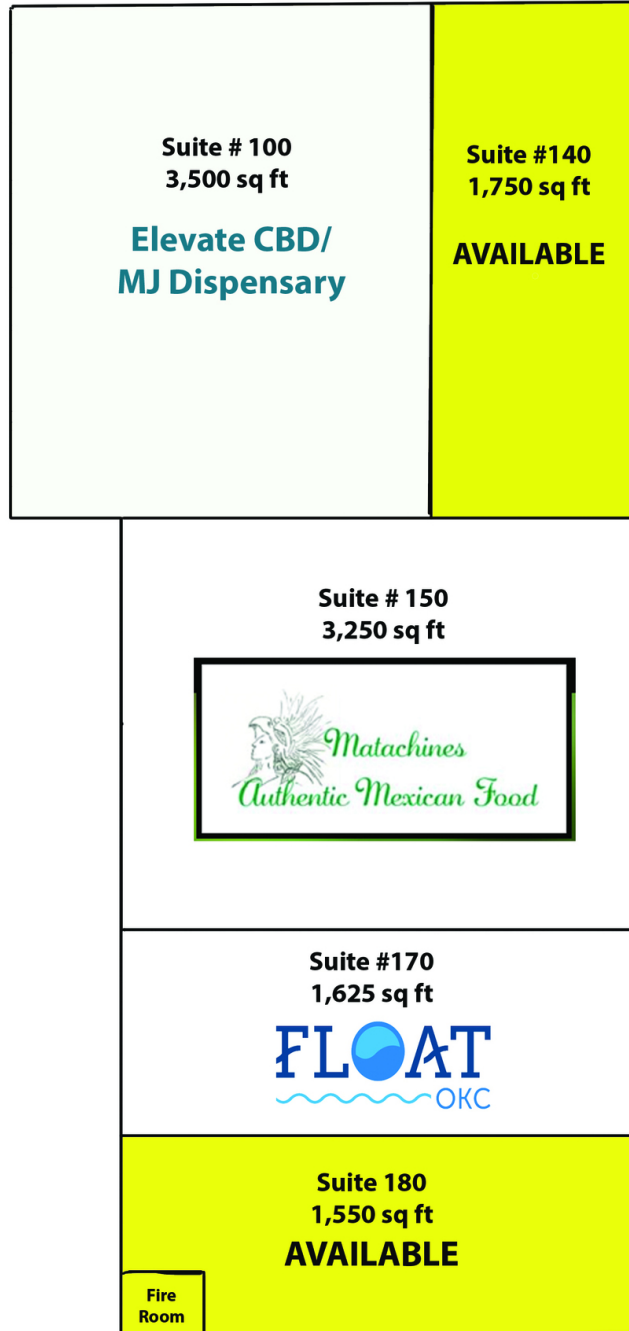 Suite # 100
3,500 sq ft
Elevate CBD/
MJ Dispensary
Suite #140
1,750 sq ft
AVAILABLE
Suite # 150
3,250 sq ft
Matachines
Authentic Mexican Food
Suite #170
1,625 sq ft
FLOAT
OKC
Suite 180
1,550 sq ft
AVAILABLE
Fire
Room